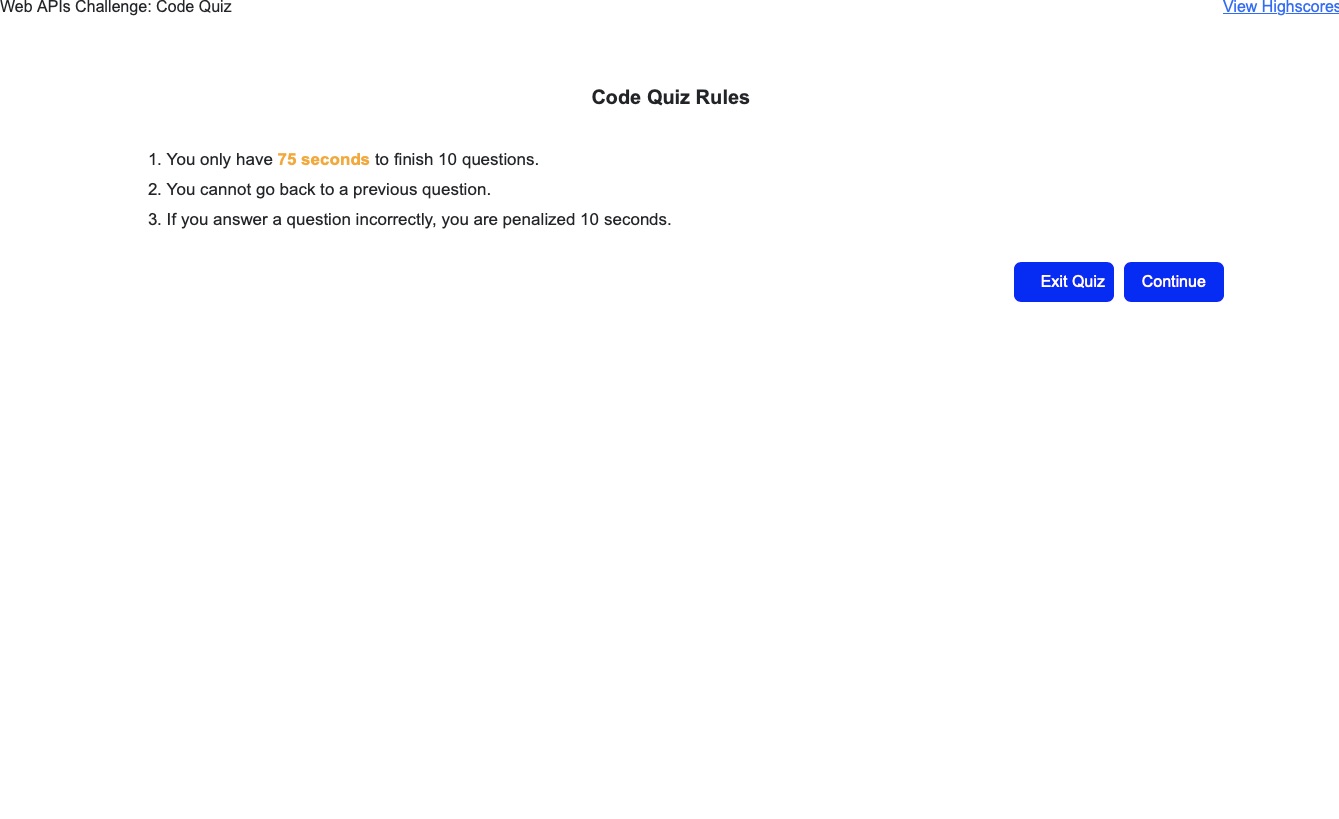 Web APIs Challenge: Code Quiz
View Highscores
Code Quiz Rules
1. You only have 75 seconds to finish 10 questions.
2. You cannot go back to a previous question.
3. If you answer a question incorrectly, you are penalized 10 seconds.
Exit Quiz
Continue